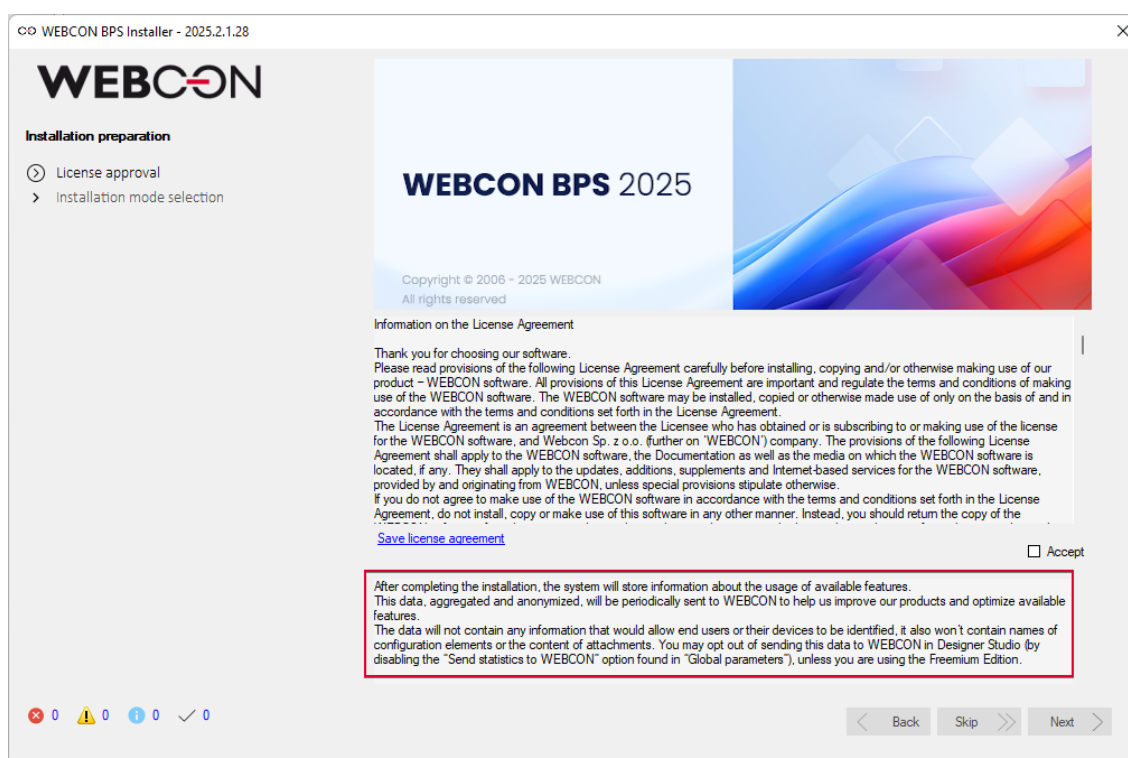 WEBCON BPS Installer - 2025.2.1.28
WEBCON
Installation preparation
License approval
Installation mode selection
WEBCON BPS 2025
Copyright © 2006 - 2025 WEBCON
All rights reserved
Information on the License Agreement
Thank you for choosing our software.
Please read provisions of the following License Agreement carefully before installing, copying and/or otherwise making use of our
product – WEBCON software. All provisions of this License Agreement are important and regulate the terms and conditions of making
use of the WEBCON software. The WEBCON software may be installed, copied or otherwise made use of only on the basis of and in
accordance with the terms and conditions set forth in the License Agreement.
The License Agreement is an agreement between the Licensee who has obtained or is subscribing to or making use of the license
for the WEBCON software, and Webcon Sp. z o.o. (further on "WEBCON") company. The provisions of the following License
Agreement shall apply to the WEBCON software, the Documentation as well as the media on which the WEBCON software is
located, if any. They shall apply to the updates, additions, supplements and Internet-based services for the WEBCON software,
provided by and originating from WEBCON, unless special provisions stipulate otherwise.
If you do not agree to make use of the WEBCON software in accordance with the terms and conditions set forth in the License
Agreement, do not install, copy or make use of this software in any other manner. Instead, you should return the copy of the
Save license agreement
Accept
After completing the installation, the system will store information about the usage of available features.
This data, aggregated and anonymized, will be periodically sent to WEBCON to help us improve our products and optimize available
features.
The data will not contain any information that would allow end users or their devices to be identified, it also won't contain names of
configuration elements or the content of attachments. You may opt out of sending this data to WEBCON in Designer Studio (by
disabling the "Send statistics to WEBCON" option found in "Global parameters"), unless you are using the Freemium Edition.
0 0 0 0
Back Skip Next